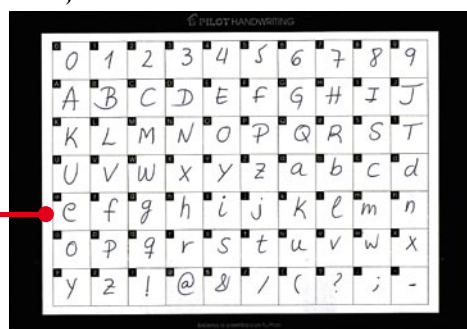 PILOT HANDWRITING
0 1 2 3 4 5 6 7 8 9
A B C D E F G H I J
K L M N O P Q R S T
U V W X Y Z a b c d
e f g h i j k l m n
o p q r s t u v w x
y z ! @ & / ( ? ; -